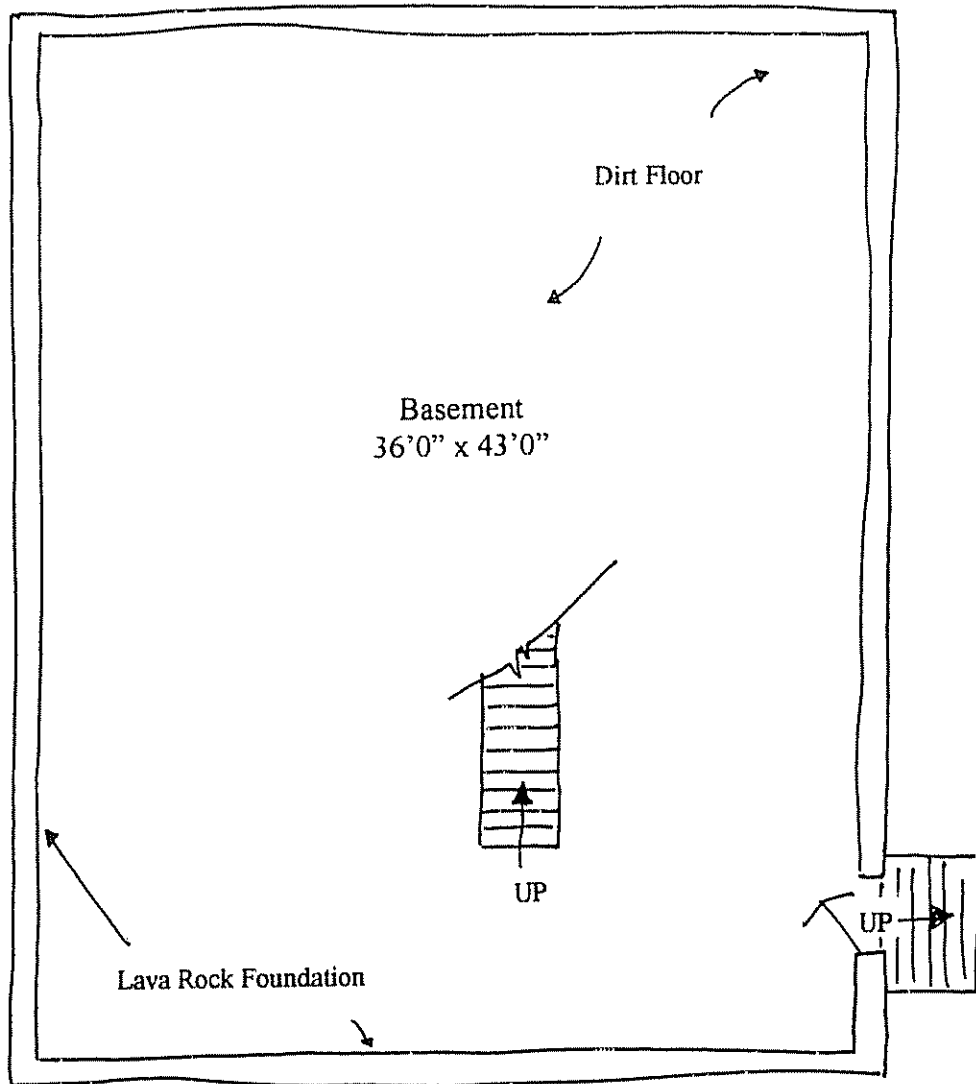 Dirt Floor
Basement
36’0” x 43’0”
UP
UP
Lava Rock Foundation